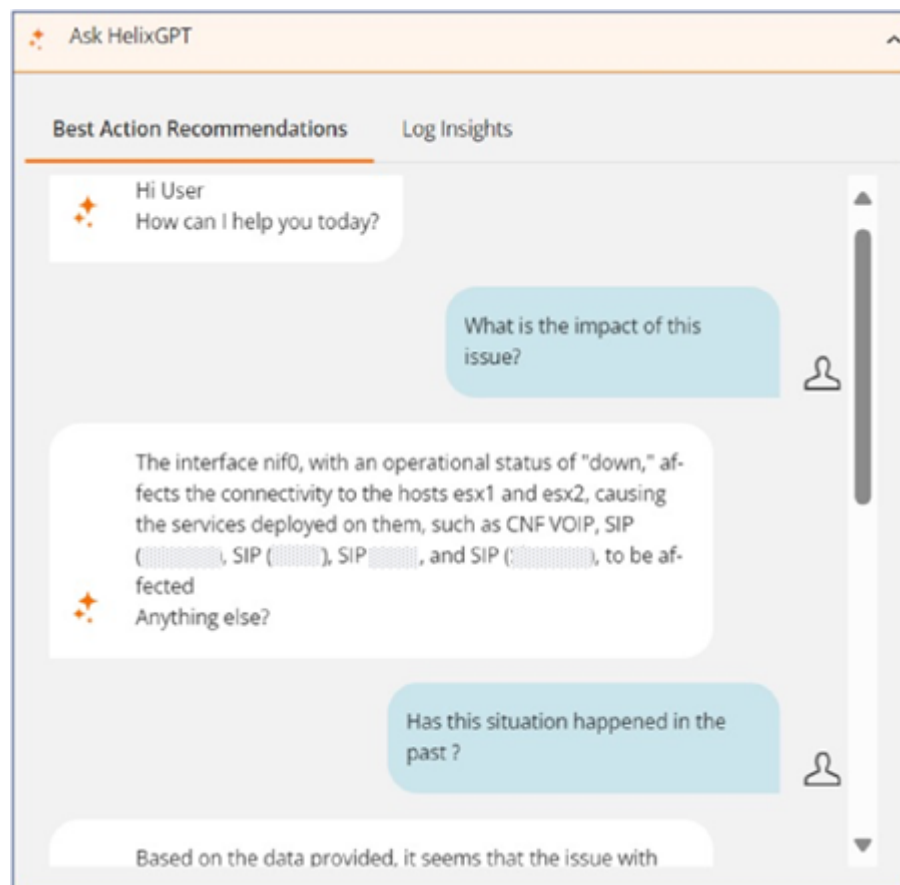 Ask HelixGPT
Best Action Recommendations
Log Insights
Hi User
How can I help you today?
What is the impact of this
issue?
The interface nif0, with an operational status of "down," af-
fects the connectivity to the hosts esx1 and esx2, causing
the services deployed on them, such as CNF VOIP, SIP
( ), SIP ( ), SIP , and SIP ( ), to be af-
fected
Anything else?
Has this situation happened in the
past ?
Based on the data provided, it seems that the issue with